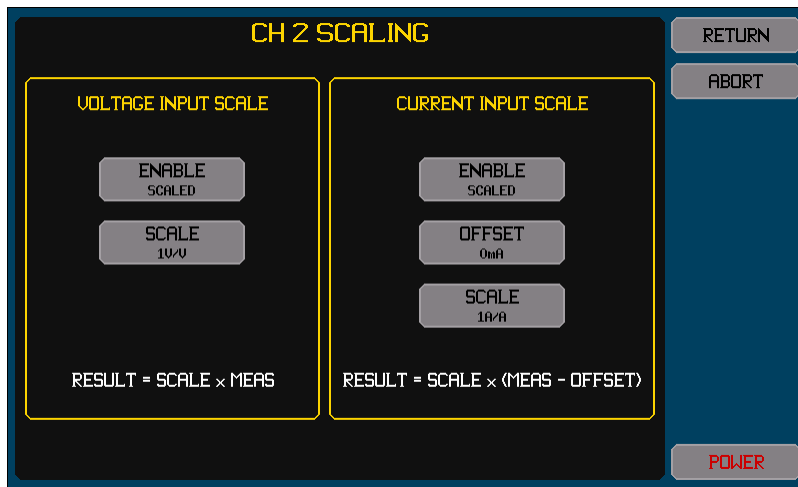 CH 2 SCALING
RETURN
ABORT
VOLTAGE INPUT SCALE
ENABLE
SCALED
SCALE
1V/V
RESULT = SCALE x MEAS
CURRENT INPUT SCALE
ENABLE
SCALED
OFFSET
0mA
SCALE
1A/A
RESULT = SCALE x (MEAS - OFFSET)
POWER